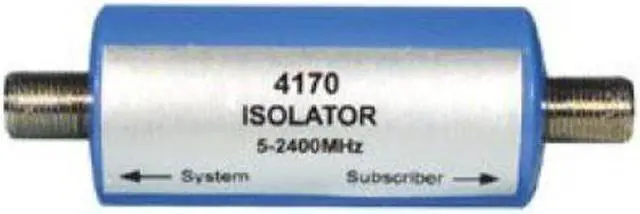 4170
ISOLATOR
5-2400MHz
← System Subscriber →